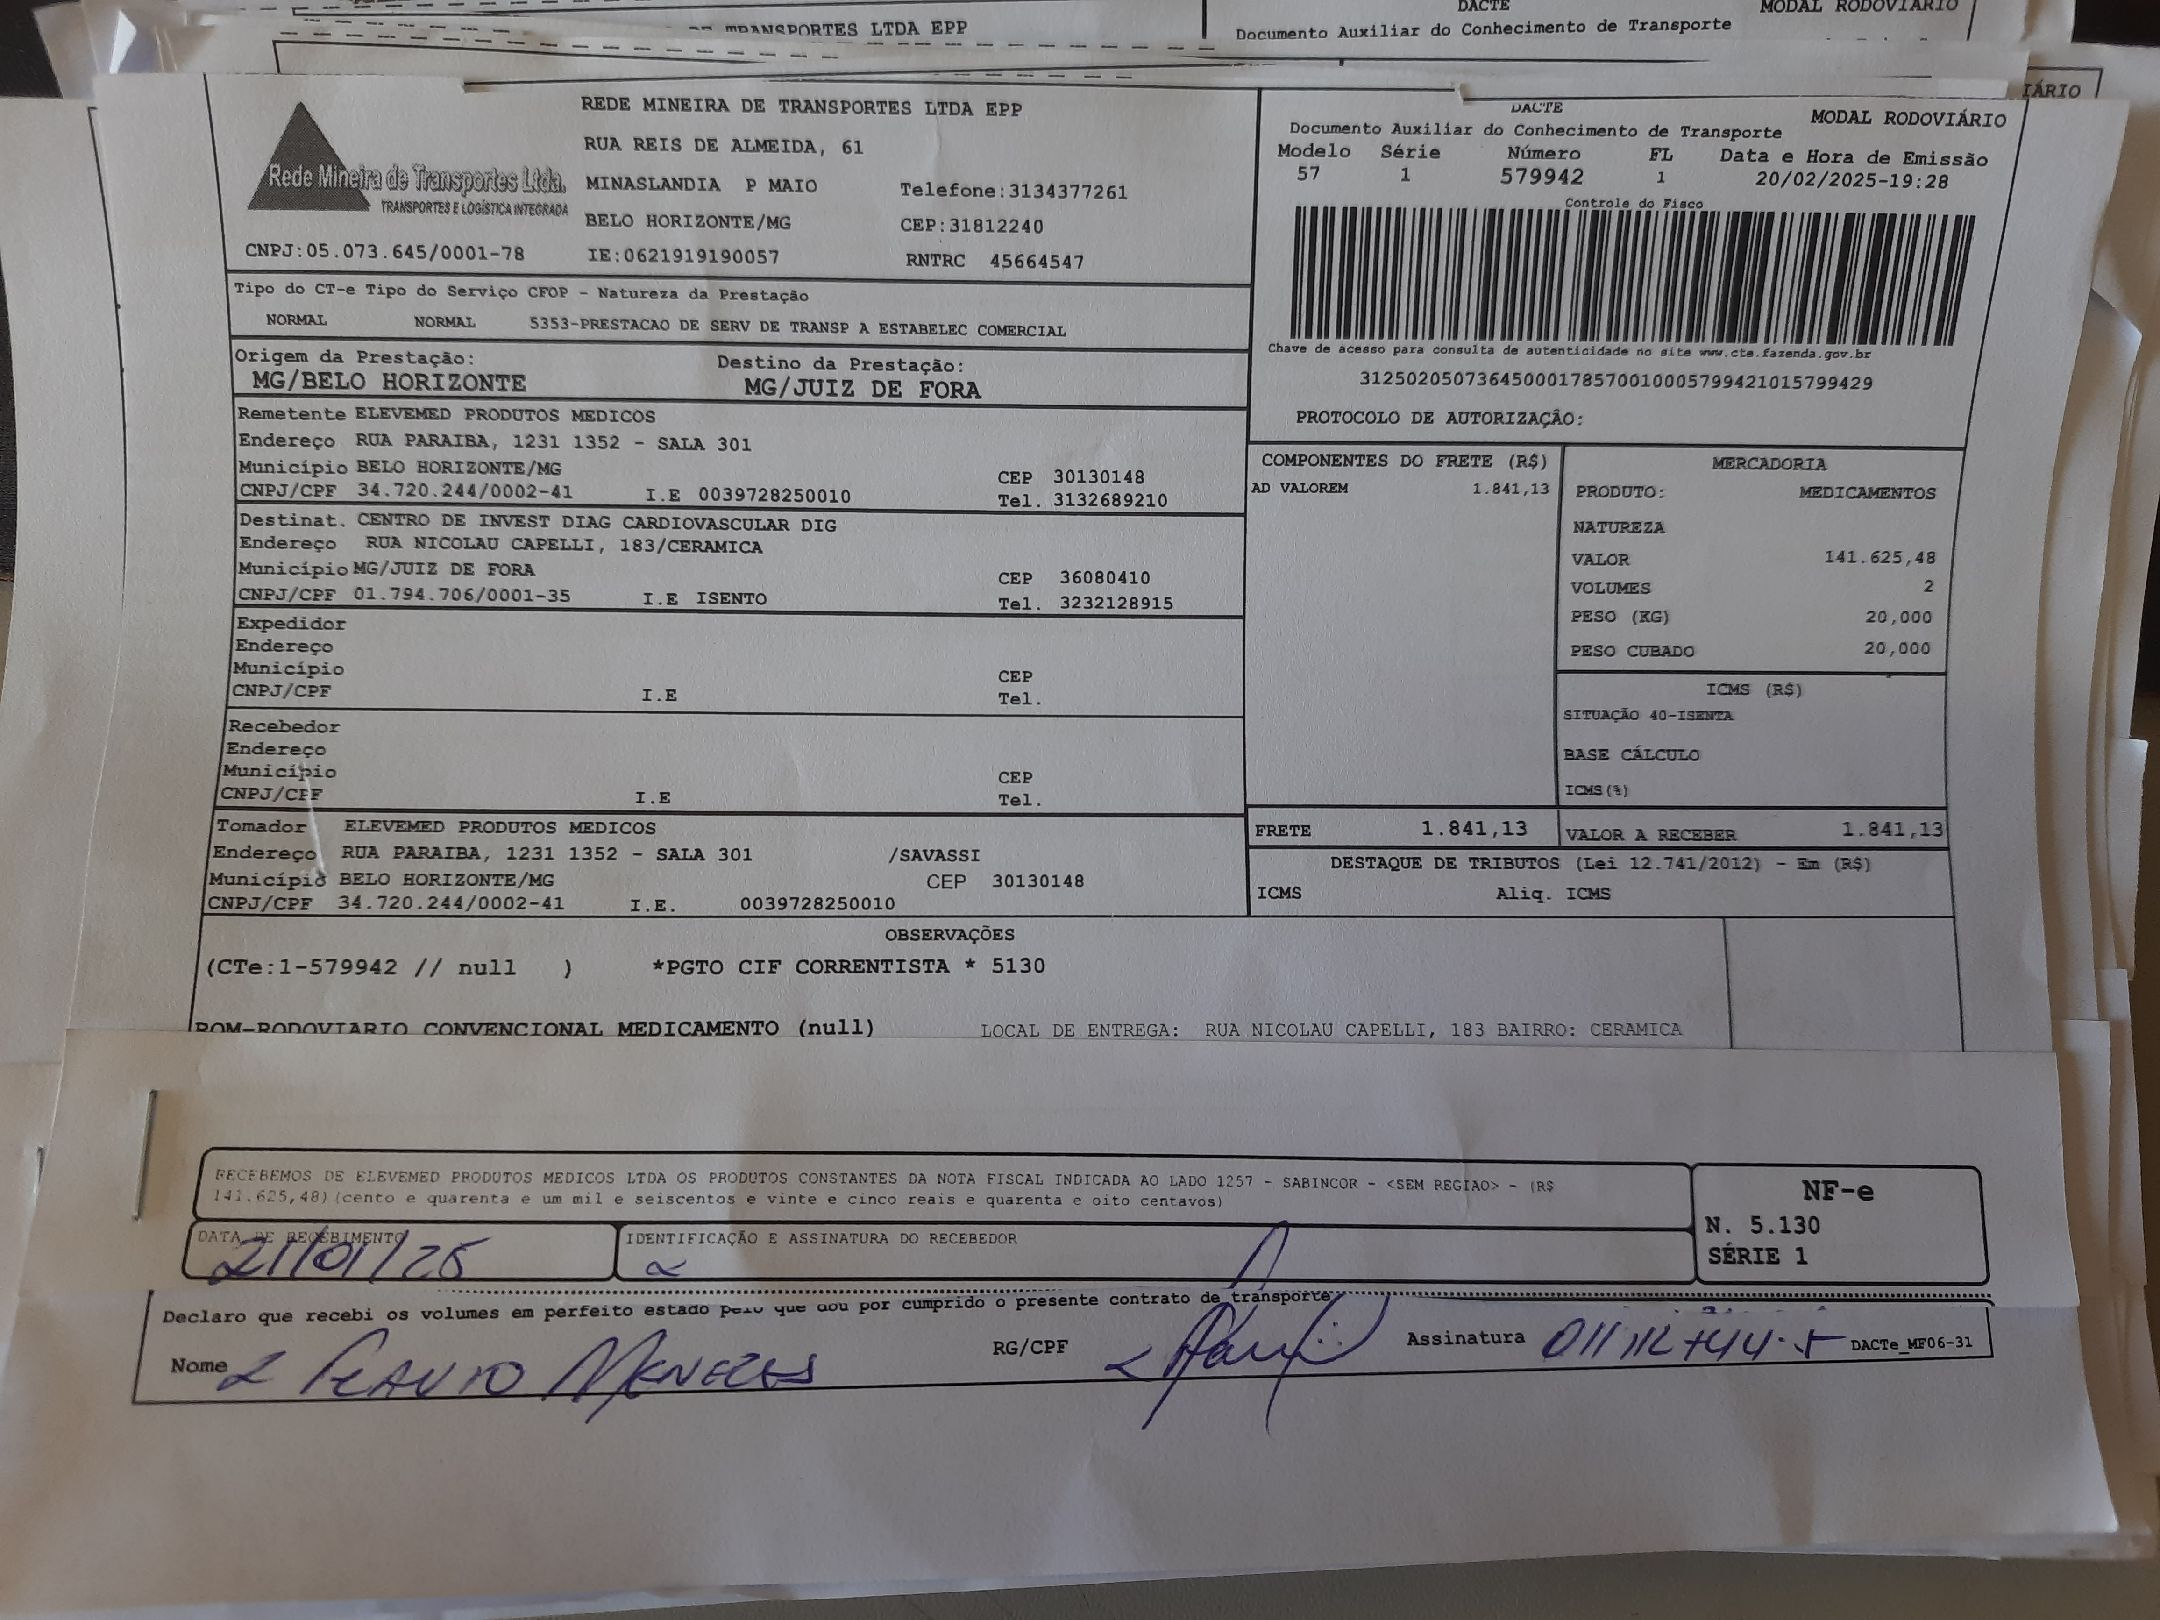 TRANSPORTES LTDA EPP
DACTE
MODAL RODOVIÁRIO
Documento Auxiliar do Conhecimento de Transporte
IÁRIO
Rede Mineira de Transportes Ltda.
TRANSPORTES E LOGÍSTICA INTEGRADA
REDE MINEIRA DE TRANSPORTES LTDA EPP
RUA REIS DE ALMEIDA, 61
MINASLANDIA P MAIO Telefone:3134377261
BELO HORIZONTE/MG CEP:31812240
CNPJ:05.073.645/0001-78 IE:0621919190057 RNTRC 45664547
DACTE
MODAL RODOVIÁRIO
Documento Auxiliar do Conhecimento de Transporte
Modelo Série Número FL Data e Hora de Emissão
57 1 579942 1 20/02/2025-19:28
Controle do Fisco
Chave de acesso para consulta de autenticidade no site www.cte.fazenda.gov.br
31250205073645000178570010005799421015799429
PROTOCOLO DE AUTORIZAÇÂO:
Tipo do CT-e Tipo do Serviço CFOP - Natureza da Prestação
NORMAL NORMAL 5353-PRESTACAO DE SERV DE TRANSP A ESTABELEC COMERCIAL
Origem da Prestação: Destino da Prestação:
MG/BELO HORIZONTE MG/JUIZ DE FORA
Remetente ELEVEMED PRODUTOS MEDICOS
Endereço RUA PARAIBA, 1231 1352 - SALA 301
Município BELO HORIZONTE/MG CEP 30130148
CNPJ/CPF 34.720.244/0002-41 I.E 0039728250010 Tel. 3132689210
Destinat. CENTRO DE INVEST DIAG CARDIOVASCULAR DIG
Endereço RUA NICOLAU CAPELLI, 183/CERAMICA
Município MG/JUIZ DE FORA CEP 36080410
CNPJ/CPF 01.794.706/0001-35 I.E ISENTO Tel. 3232128915
Expedidor
Endereço
Município CEP
CNPJ/CPF I.E Tel.
Recebedor
Endereço
Município CEP
CNPJ/CPF I.E Tel.
Tomador ELEVEMED PRODUTOS MEDICOS
Endereço RUA PARAIBA, 1231 1352 - SALA 301 /SAVASSI
Município BELO HORIZONTE/MG CEP 30130148
CNPJ/CPF 34.720.244/0002-41 I.E. 0039728250010
COMPONENTES DO FRETE (R$)
AD VALOREM 1.841,13
MERCADORIA
PRODUTO: MEDICAMENTOS
NATUREZA
VALOR 141.625,48
VOLUMES 2
PESO (KG) 20,000
PESO CUBADO 20,000
ICMS (R$)
SITUAÇÃO 40-ISENTA
BASE CÁLCULO
ICMS(%)
FRETE 1.841,13 VALOR A RECEBER 1.841,13
DESTAQUE DE TRIBUTOS (Lei 12.741/2012) - Em (R$)
ICMS Aliq. ICMS
OBSERVAÇÕES
(CTe:1-579942 // null ) *PGTO CIF CORRENTISTA * 5130
ROM-RODOVIARIO CONVENCIONAL MEDICAMENTO (null) LOCAL DE ENTREGA: RUA NICOLAU CAPELLI, 183 BAIRRO: CERAMICA
RECEBEMOS DE ELEVEMED PRODUTOS MEDICOS LTDA OS PRODUTOS CONSTANTES DA NOTA FISCAL INDICADA AO LADO 1257 - SABINCOR - <SEM REGIAO> - (R$
141.625,48) (cento e quarenta e um mil e seiscentos e vinte e cinco reais e quarenta e oito centavos)
NF-e
N. 5.130
SÉRIE 1
DATA DE RECEBIMENTO IDENTIFICAÇÃO E ASSINATURA DO RECEBEDOR
21/01/25
Declaro que recebi os volumes em perfeito estado pelo que dou por cumprido o presente contrato de transporte
Nome FLAVIO MENEZES RG/CPF Assinatura DACTe_MF06-31